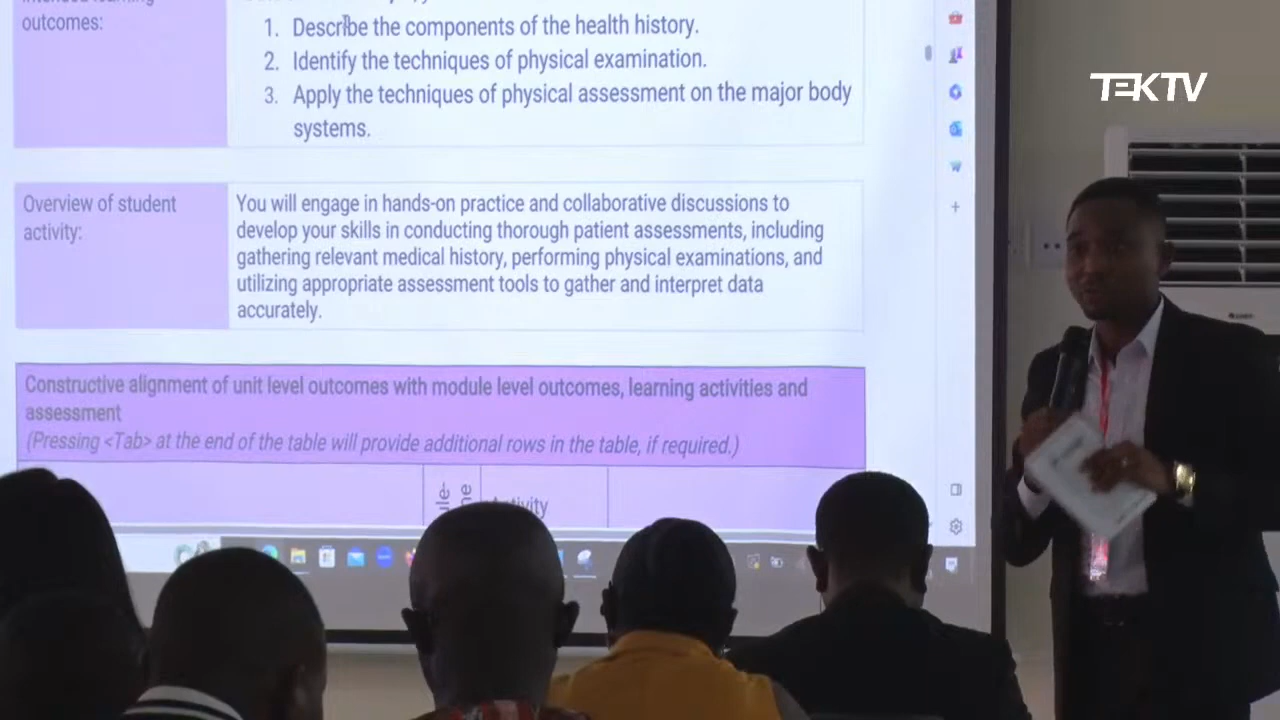 outcomes:
1. Describe the components of the health history.
2. Identify the techniques of physical examination.
3. Apply the techniques of physical assessment on the major body
systems.
TEKTV
Overview of student
activity:
You will engage in hands-on practice and collaborative discussions to
develop your skills in conducting thorough patient assessments, including
gathering relevant medical history, performing physical examinations, and
utilizing appropriate assessment tools to gather and interpret data
accurately.
Constructive alignment of unit level outcomes with module level outcomes, learning activities and
assessment
(Pressing <Tab> at the end of the table will provide additional rows in the table, if required.)